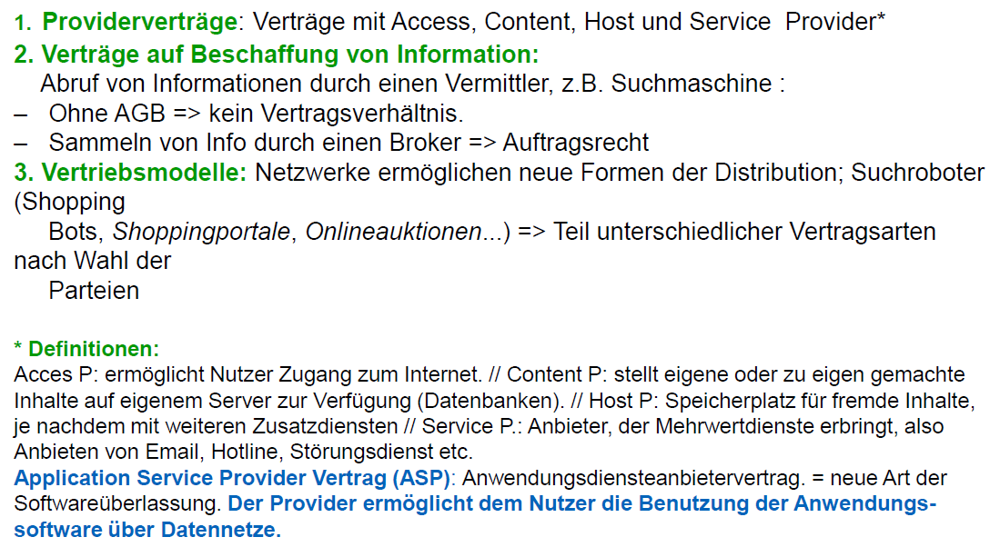 1. Providerverträge: Verträge mit Access, Content, Host und Service Provider*
2. Verträge auf Beschaffung von Information:
Abruf von Informationen durch einen Vermittler, z.B. Suchmaschine :
– Ohne AGB => kein Vertragsverhältnis.
– Sammeln von Info durch einen Broker => Auftragsrecht
3. Vertriebsmodelle: Netzwerke ermöglichen neue Formen der Distribution; Suchroboter
(Shopping
Bots, Shoppingportale, Onlineauktionen...) => Teil unterschiedlicher Vertragsarten
nach Wahl der
Parteien
* Definitionen:
Acces P: ermöglicht Nutzer Zugang zum Internet. // Content P: stellt eigene oder zu eigen gemachte
Inhalte auf eigenem Server zur Verfügung (Datenbanken). // Host P: Speicherplatz für fremde Inhalte,
je nachdem mit weiteren Zusatzdiensten // Service P.: Anbieter, der Mehrwertdienste erbringt, also
Anbieten von Email, Hotline, Störungsdienst etc.
Application Service Provider Vertrag (ASP): Anwendungsdiensteanbietervertrag. = neue Art der
Softwareüberlassung. Der Provider ermöglicht dem Nutzer die Benutzung der Anwendungs-
software über Datennetze.